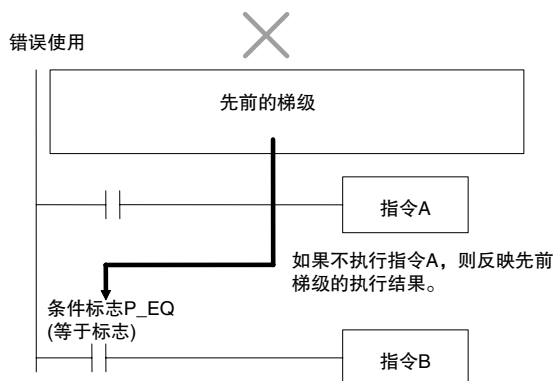 错误使用
先前的梯级
指令A
如果不执行指令A，则反映先前
梯级的执行结果。
条件标志P_EQ
(等于标志)
指令B